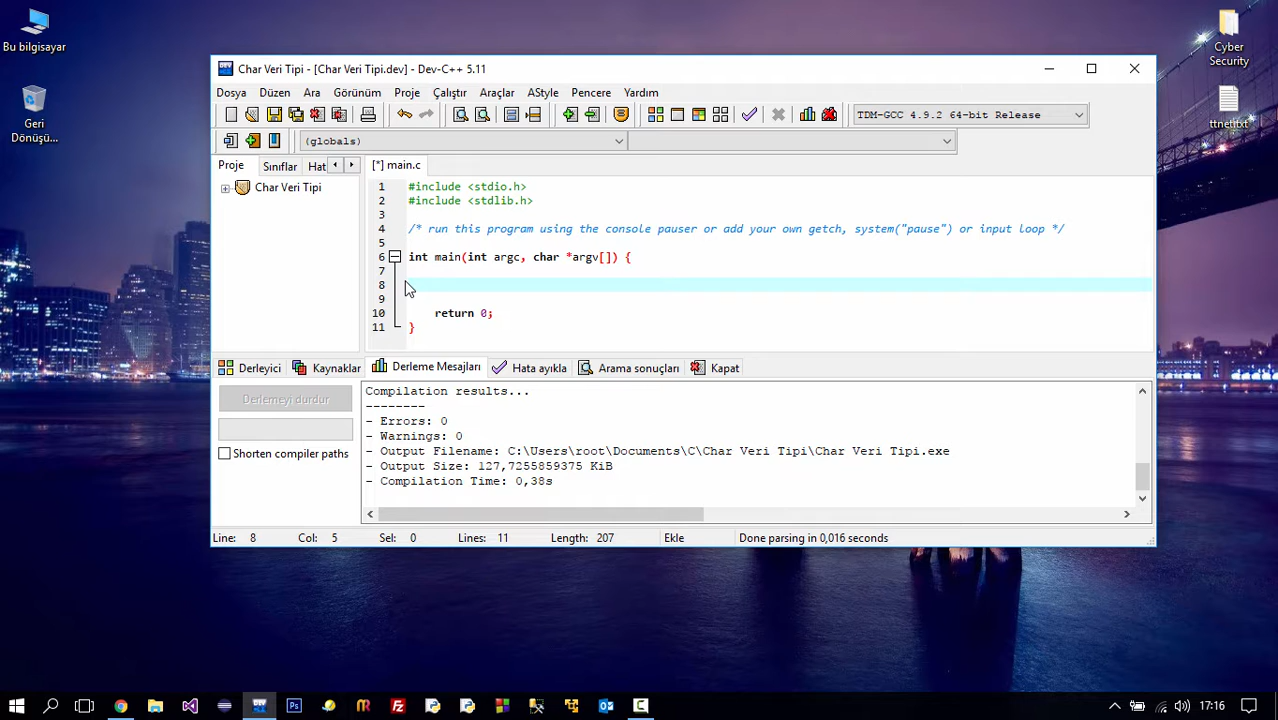 Bu bilgisayar
Geri
Dönüşü...
Cyber
Security
ttnetl.txt
Char Veri Tipi - [Char Veri Tipi.dev] - Dev-C++ 5.11
Dosya Düzen Ara Görünüm Proje Çalıştır Araçlar AStyle Pencere Yardım
TDM-GCC 4.9.2 64-bit Release
(globals)
Proje Sınıflar Hat
[*] main.c
Char Veri Tipi
1 #include <stdio.h>
2 #include <stdlib.h>
3
4 /* run this program using the console pauser or add your own getch, system("pause") or input loop */
5
6 int main(int argc, char *argv[]) {
7
8
9
10 return 0;
11 }
Derleyici Kaynaklar Derleme Mesajları Hata ayıkla Arama sonuçları Kapat
Derlemeyi durdur
Shorten compiler paths
Compilation results...
--------
- Errors: 0
- Warnings: 0
- Output Filename: C:\Users\root\Documents\C\Char Veri Tipi\Char Veri Tipi.exe
- Output Size: 127,7255859375 KiB
- Compilation Time: 0,38s
Line: 8 Col: 5 Sel: 0 Lines: 11 Length: 207 Ekle Done parsing in 0,016 seconds
17:16